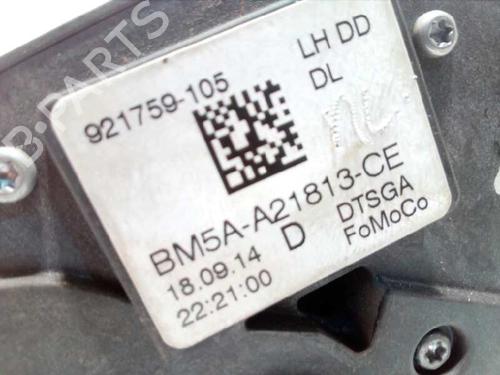 921759-105
LH DD
DL
BM5A-A21813-CE
18.09.14
D
DTSGA
22:21:00
FoMoCo
B-PARTS